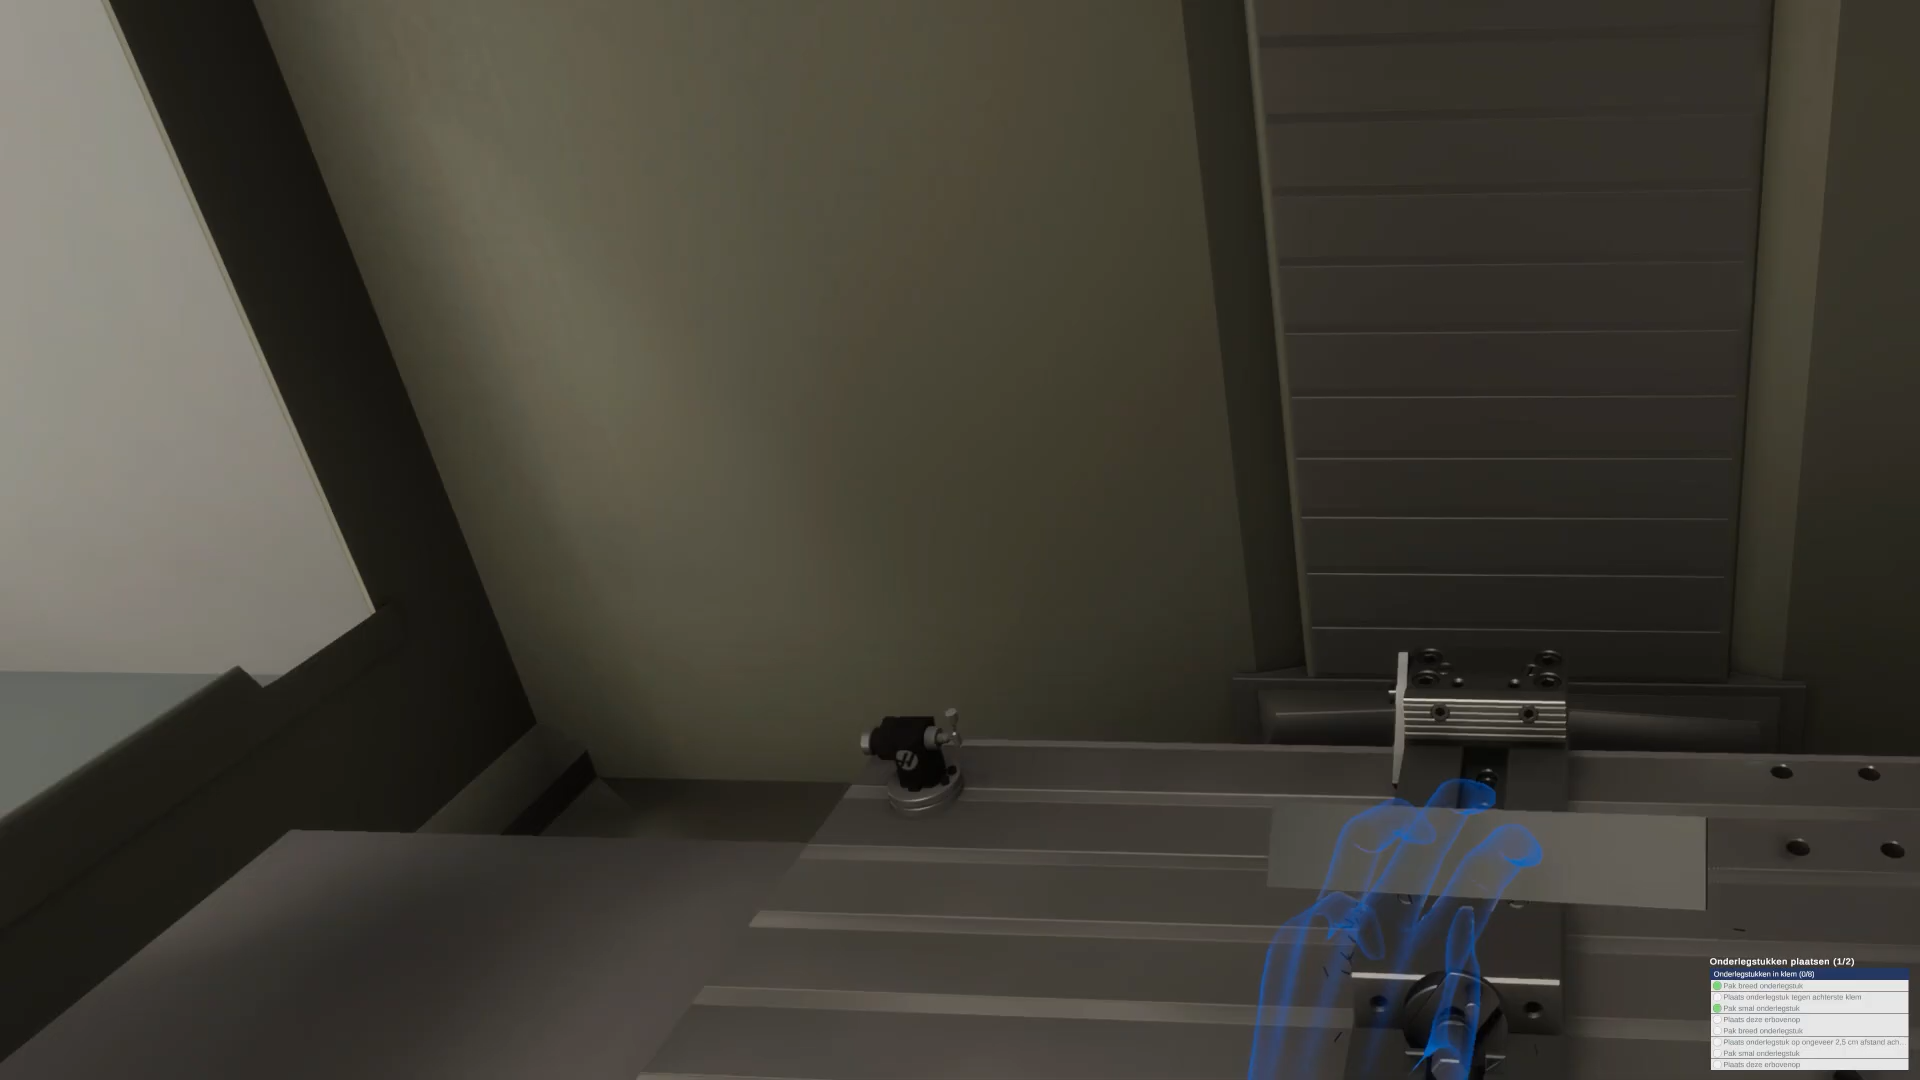 Onderlegstukken plaatsen (1/2)
Onderlegstukken in klem (0/8)
Pak breed onderlegstuk
Plaats onderlegstuk tegen achterste klem
Pak smal onderlegstuk
Plaats deze erbovenop
Pak breed onderlegstuk
Plaats onderlegstuk op ongeveer 2,5 cm afstand ach...
Pak smal onderlegstuk
Plaats deze erbovenop